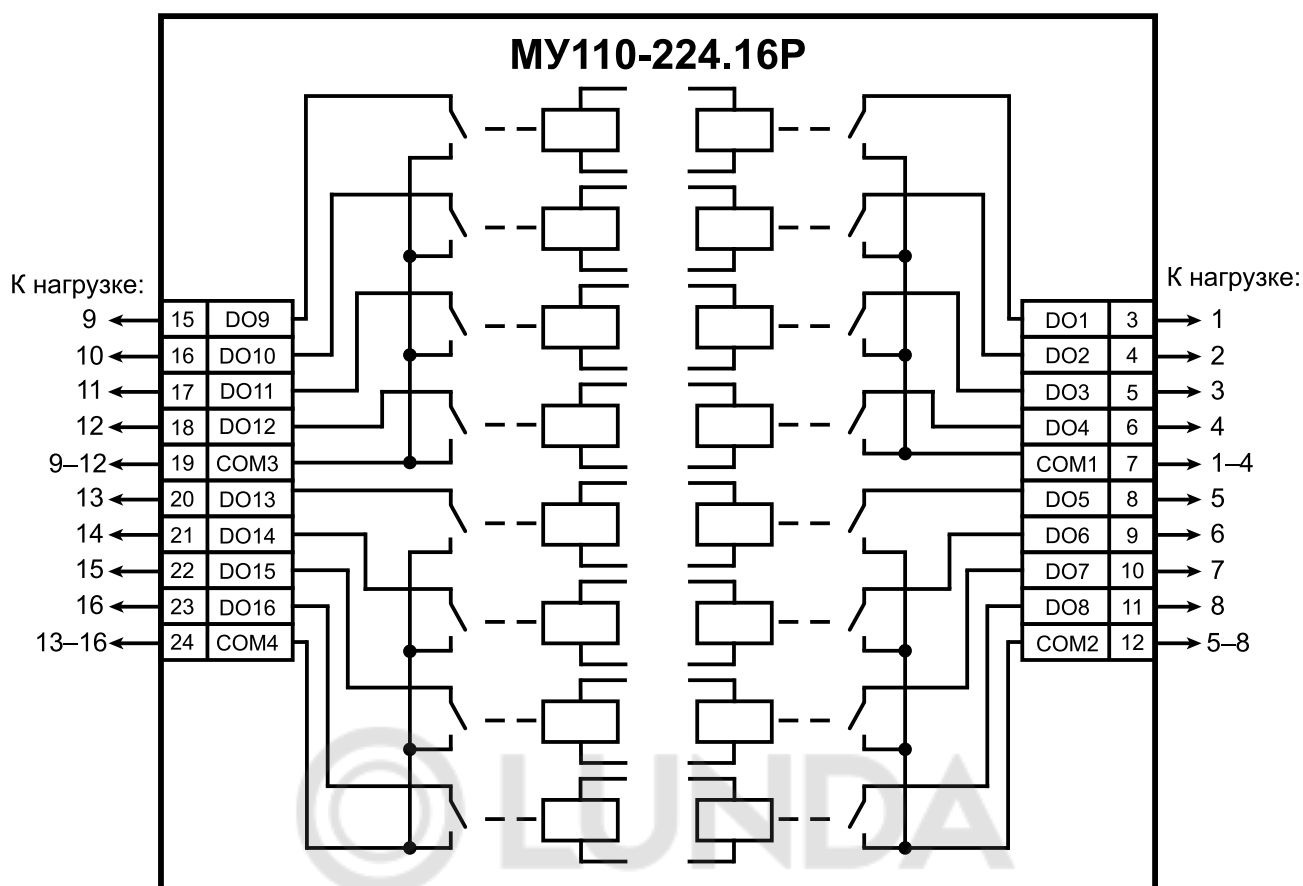 МУ110-224.16Р
К нагрузке:
9 15 DO9
10 16 DO10
11 17 DO11
12 18 DO12
9–12 19 COM3
13 20 DO13
14 21 DO14
15 22 DO15
16 23 DO16
13–16 24 COM4
К нагрузке:
DO1 3 1
DO2 4 2
DO3 5 3
DO4 6 4
COM1 7 1–4
DO5 8 5
DO6 9 6
DO7 10 7
DO8 11 8
COM2 12 5–8
LUNDA